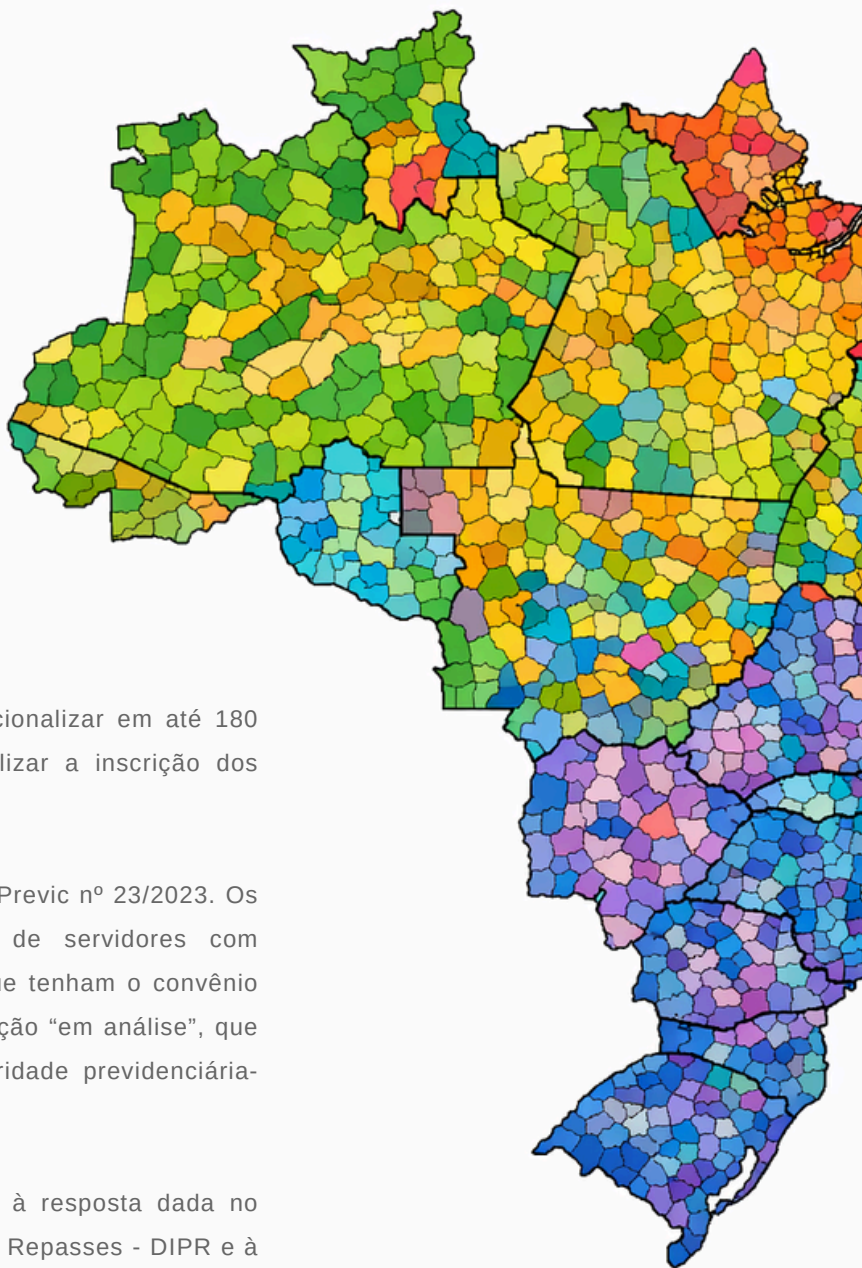 cionalizar em até 180
lizar a inscrição dos
Previc nº 23/2023. Os
de servidores com
ue tenham o convênio
ção “em análise”, que
ridade previdenciária-
à resposta dada no
Repasses - DIPR e à